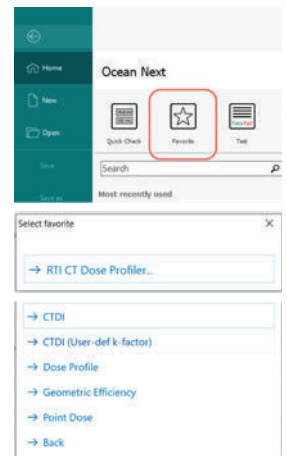 Home
Ocean Next
New
Open
Quick Check
Favorite
Test
Save
Search
Save as
Most recently used
Select favorite
→ RTI CT Dose Profiler...
→ CTDI
→ CTDI (User-def k-factor)
→ Dose Profile
→ Geometric Efficiency
→ Point Dose
→ Back